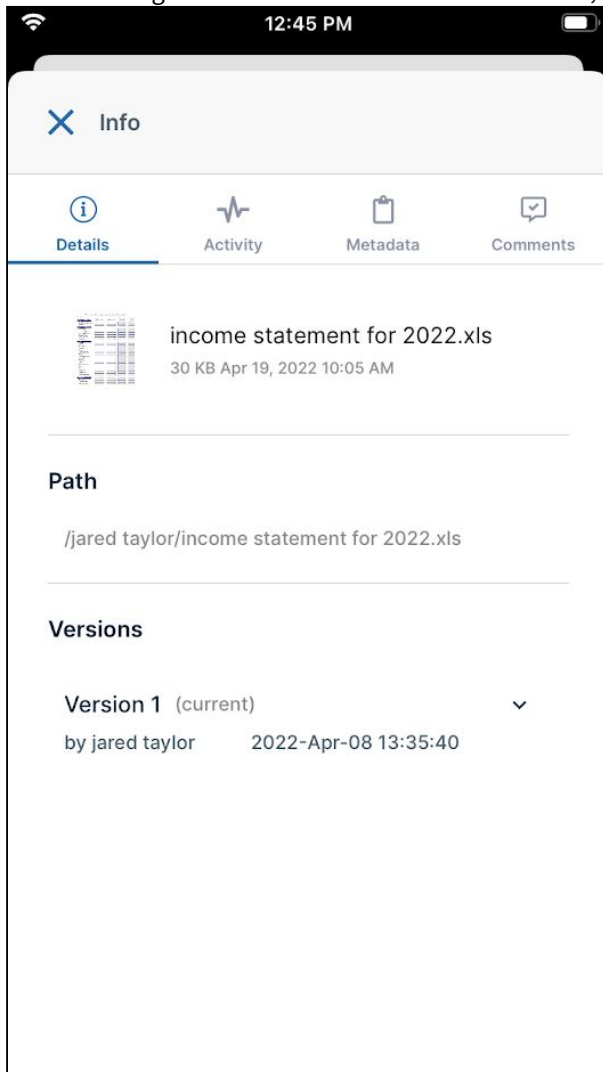 12:45 PM
Info
Details Activity Metadata Comments
income statement for 2022.xls
30 KB Apr 19, 2022 10:05 AM
Path
/jared taylor/income statement for 2022.xls
Versions
Version 1 (current)
by jared taylor 2022-Apr-08 13:35:40